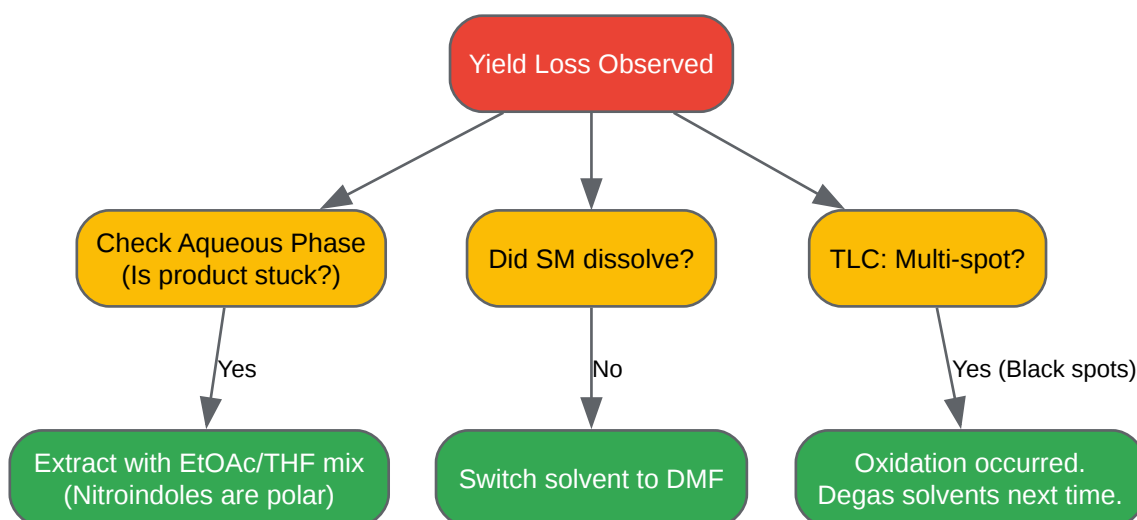 Yield Loss Observed
Check Aqueous Phase
(Is product stuck?)
Did SM dissolve?
TLC: Multi-spot?
Yes
No
Yes (Black spots)
Extract with EtOAc/THF mix
(Nitroindoles are polar)
Switch solvent to DMF
Oxidation occurred.
Degas solvents next time.